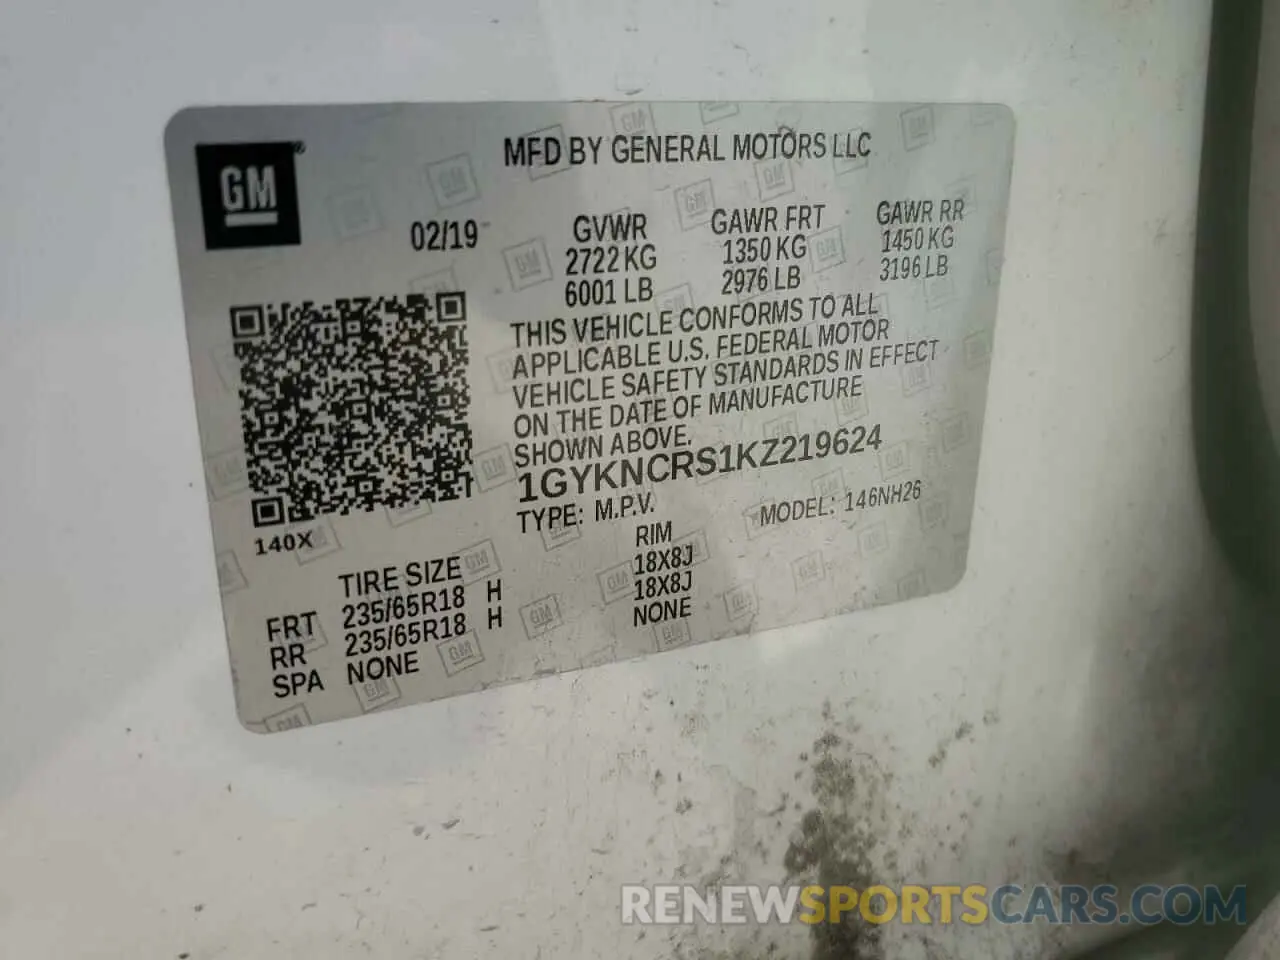 GM
MFD BY GENERAL MOTORS LLC
02/19 GVWR GAWR FRT GAWR RR
2722 KG 1350 KG 1450 KG
6001 LB 2976 LB 3196 LB
THIS VEHICLE CONFORMS TO ALL
APPLICABLE U.S. FEDERAL MOTOR
VEHICLE SAFETY STANDARDS IN EFFECT
ON THE DATE OF MANUFACTURE
SHOWN ABOVE.
1GYKNCRS1KZ219624
TYPE: M.P.V. MODEL: 146NH26
140X
TIRE SIZE RIM
FRT 235/65R18 H 18X8J
RR 235/65R18 H 18X8J
SPA NONE NONE
RENEWSPORTSCARS.COM